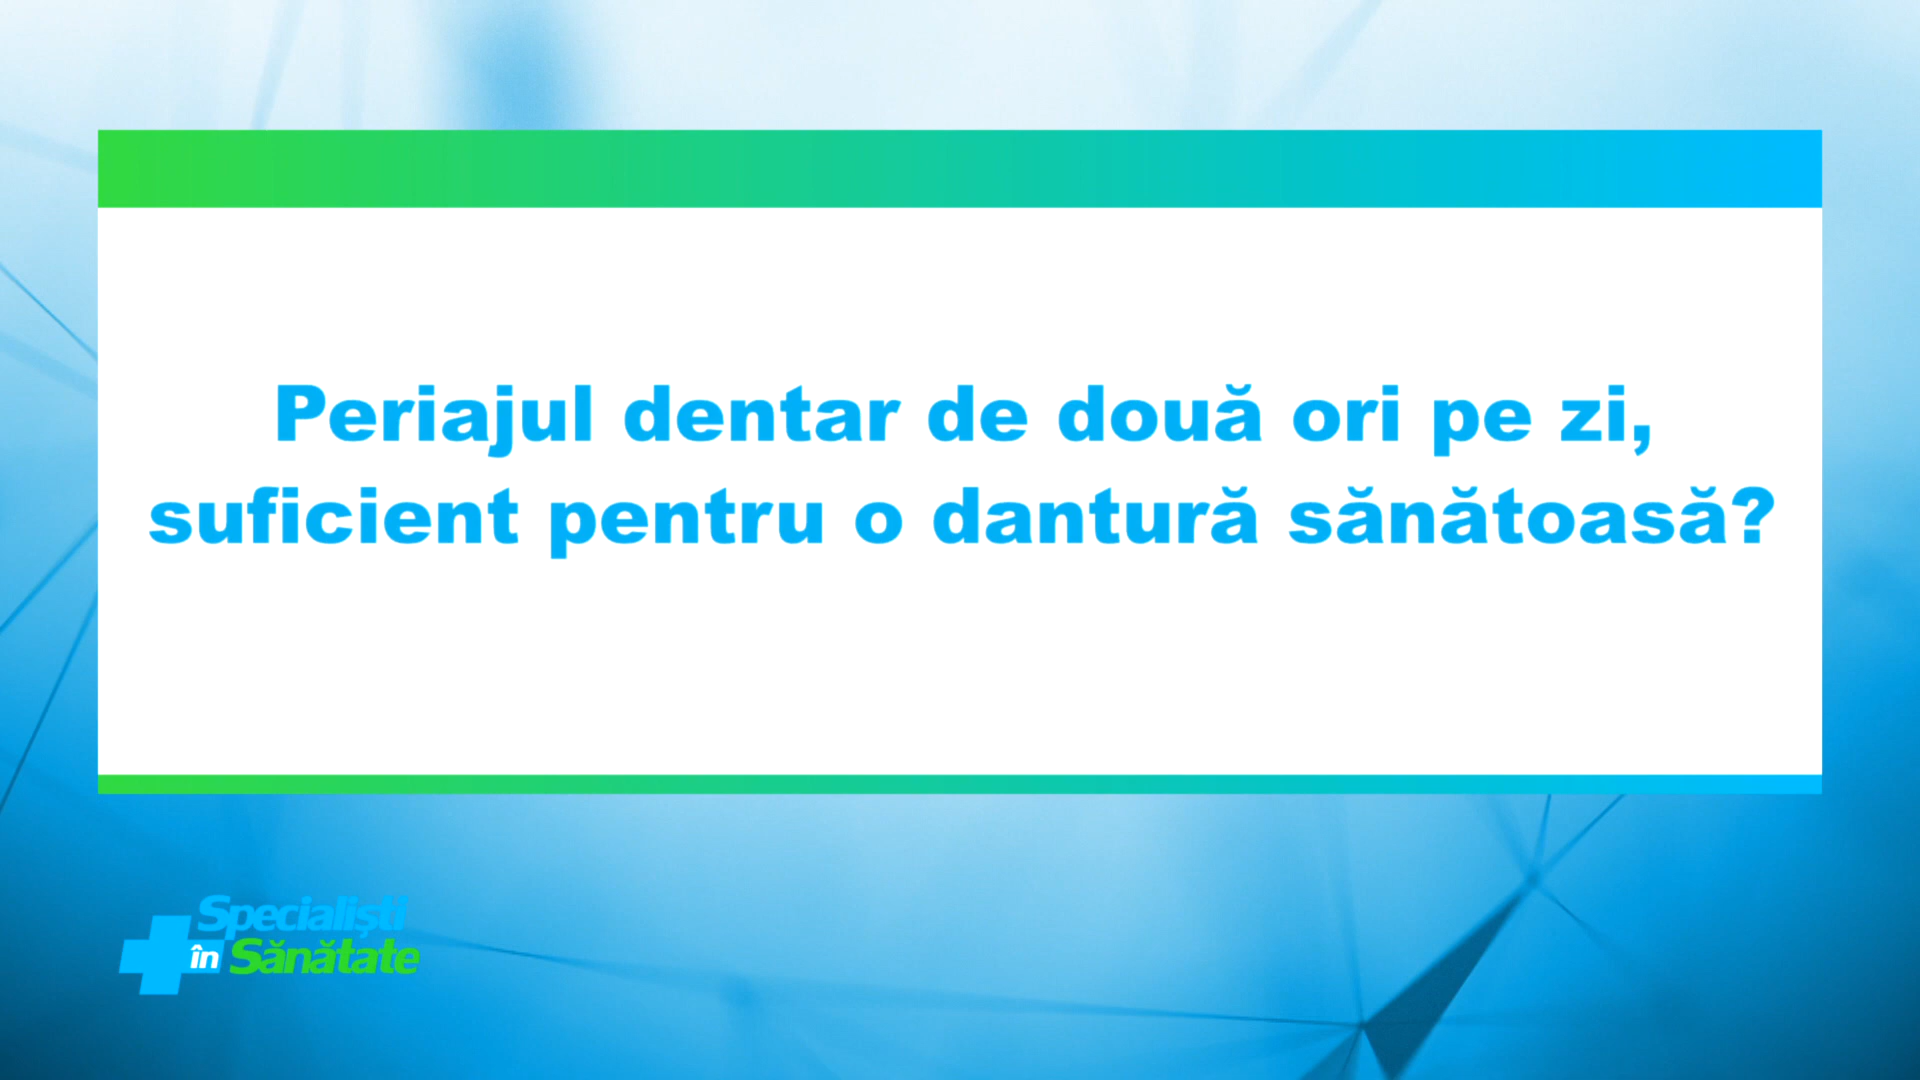 Periajul dentar de două ori pe zi,
suficient pentru o dantură sănătoasă?
Specialiști
în Sănătate